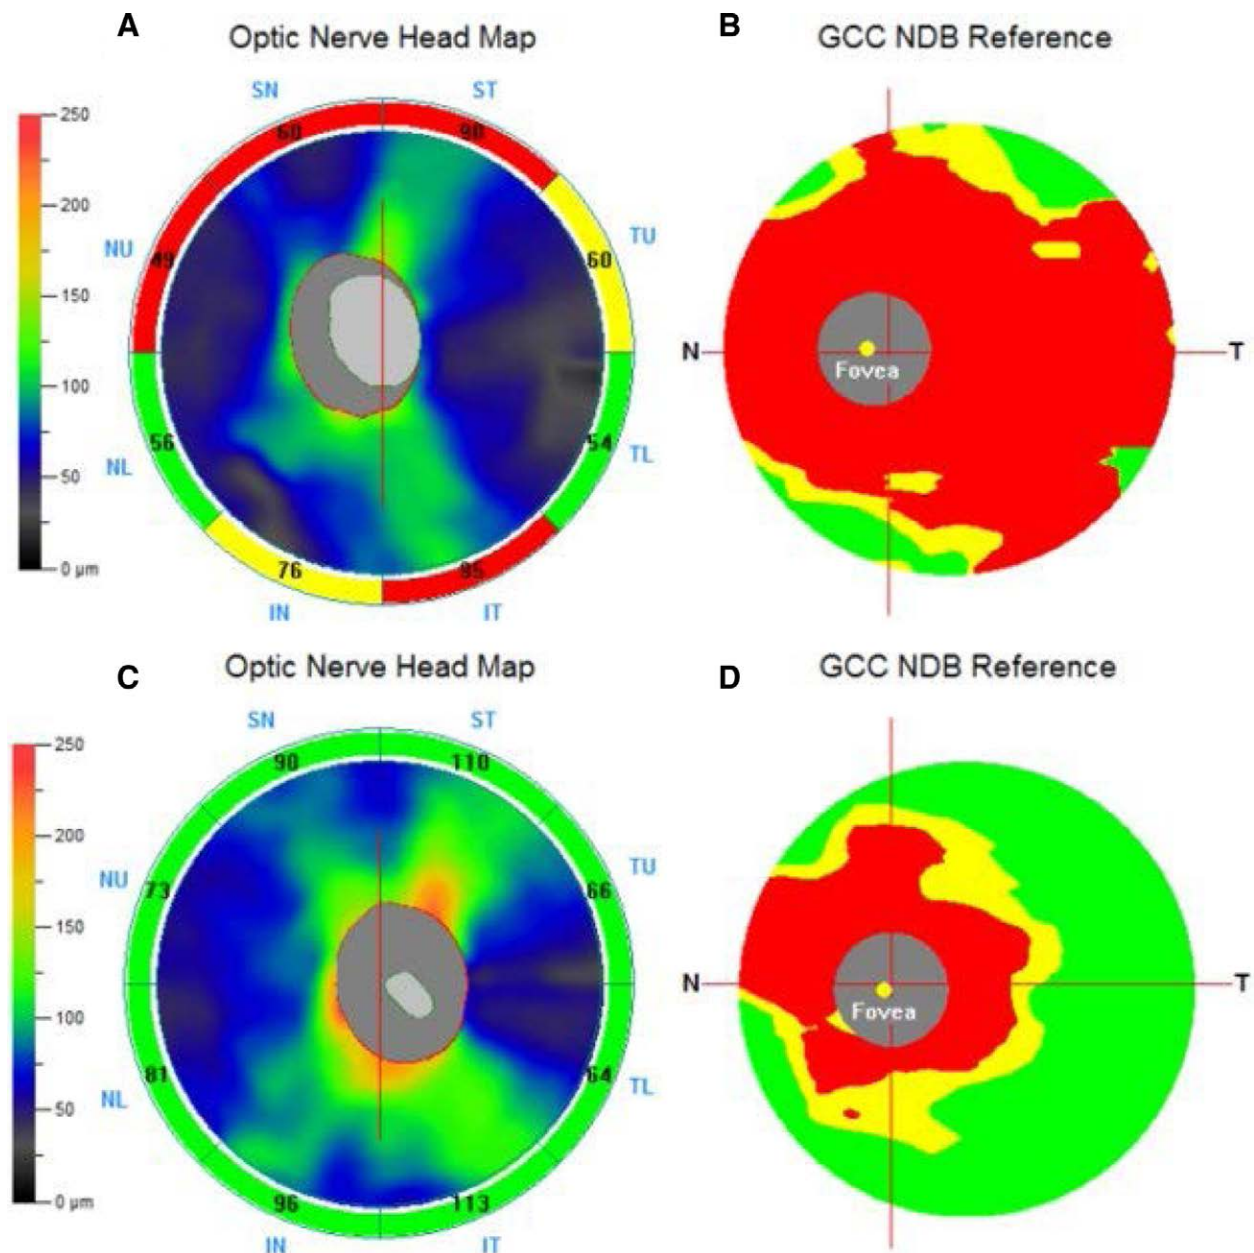 A
Optic Nerve Head Map
B
GCC NDB Reference
SN
ST
250
60
90
200
NU
TU
49
60
150
N
T
Fovea
100
56
54
NL
TL
50
76
95
0 µm
IN
IT
C
Optic Nerve Head Map
D
GCC NDB Reference
SN
ST
250
90
110
200
NU
TU
73
66
150
N
T
Fovea
100
81
64
NL
TL
50
96
113
0 µm
IN
IT